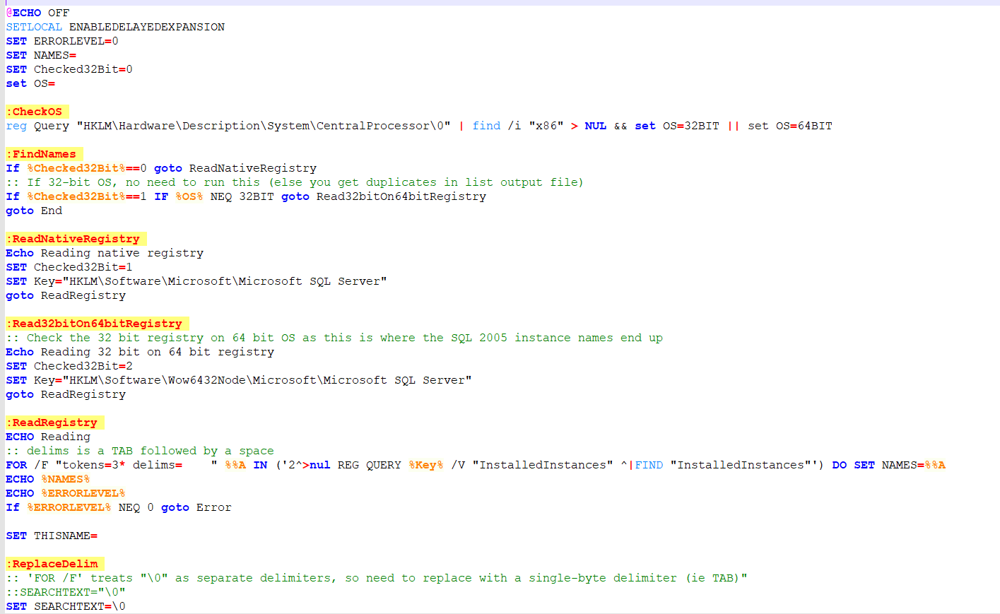 @ECHO OFF
SETLOCAL ENABLEDELAYEDEXPANSION
SET ERRORLEVEL=0
SET NAMES=
SET Checked32Bit=0
set OS=
:CheckOS
reg Query "HKLM\Hardware\Description\System\CentralProcessor\0" | find /i "x86" > NUL && set OS=32BIT || set OS=64BIT
:FindNames
If %Checked32Bit%==0 goto ReadNativeRegistry
:: If 32-bit OS, no need to run this (else you get duplicates in list output file)
If %Checked32Bit%==1 IF %OS% NEQ 32BIT goto Read32bitOn64bitRegistry
goto End
:ReadNativeRegistry
Echo Reading native registry
SET Checked32Bit=1
SET Key="HKLM\Software\Microsoft\Microsoft SQL Server"
goto ReadRegistry
:Read32bitOn64bitRegistry
:: Check the 32 bit registry on 64 bit OS as this is where the SQL 2005 instance names end up
Echo Reading 32 bit on 64 bit registry
SET Checked32Bit=2
SET Key="HKLM\Software\Wow6432Node\Microsoft\Microsoft SQL Server"
goto ReadRegistry
:ReadRegistry
ECHO Reading
:: delims is a TAB followed by a space
FOR /F "tokens=3* delims=    " %%A IN ('2^>nul REG QUERY %Key% /V "InstalledInstances" ^|FIND "InstalledInstances"') DO SET NAMES=%%A
ECHO %NAMES%
ECHO %ERRORLEVEL%
If %ERRORLEVEL% NEQ 0 goto Error
SET THISNAME=
:ReplaceDelim
:: 'FOR /F' treats "\0" as separate delimiters, so need to replace with a single-byte delimiter (ie TAB)"
::SEARCHTEXT="\0"
SET SEARCHTEXT=\0